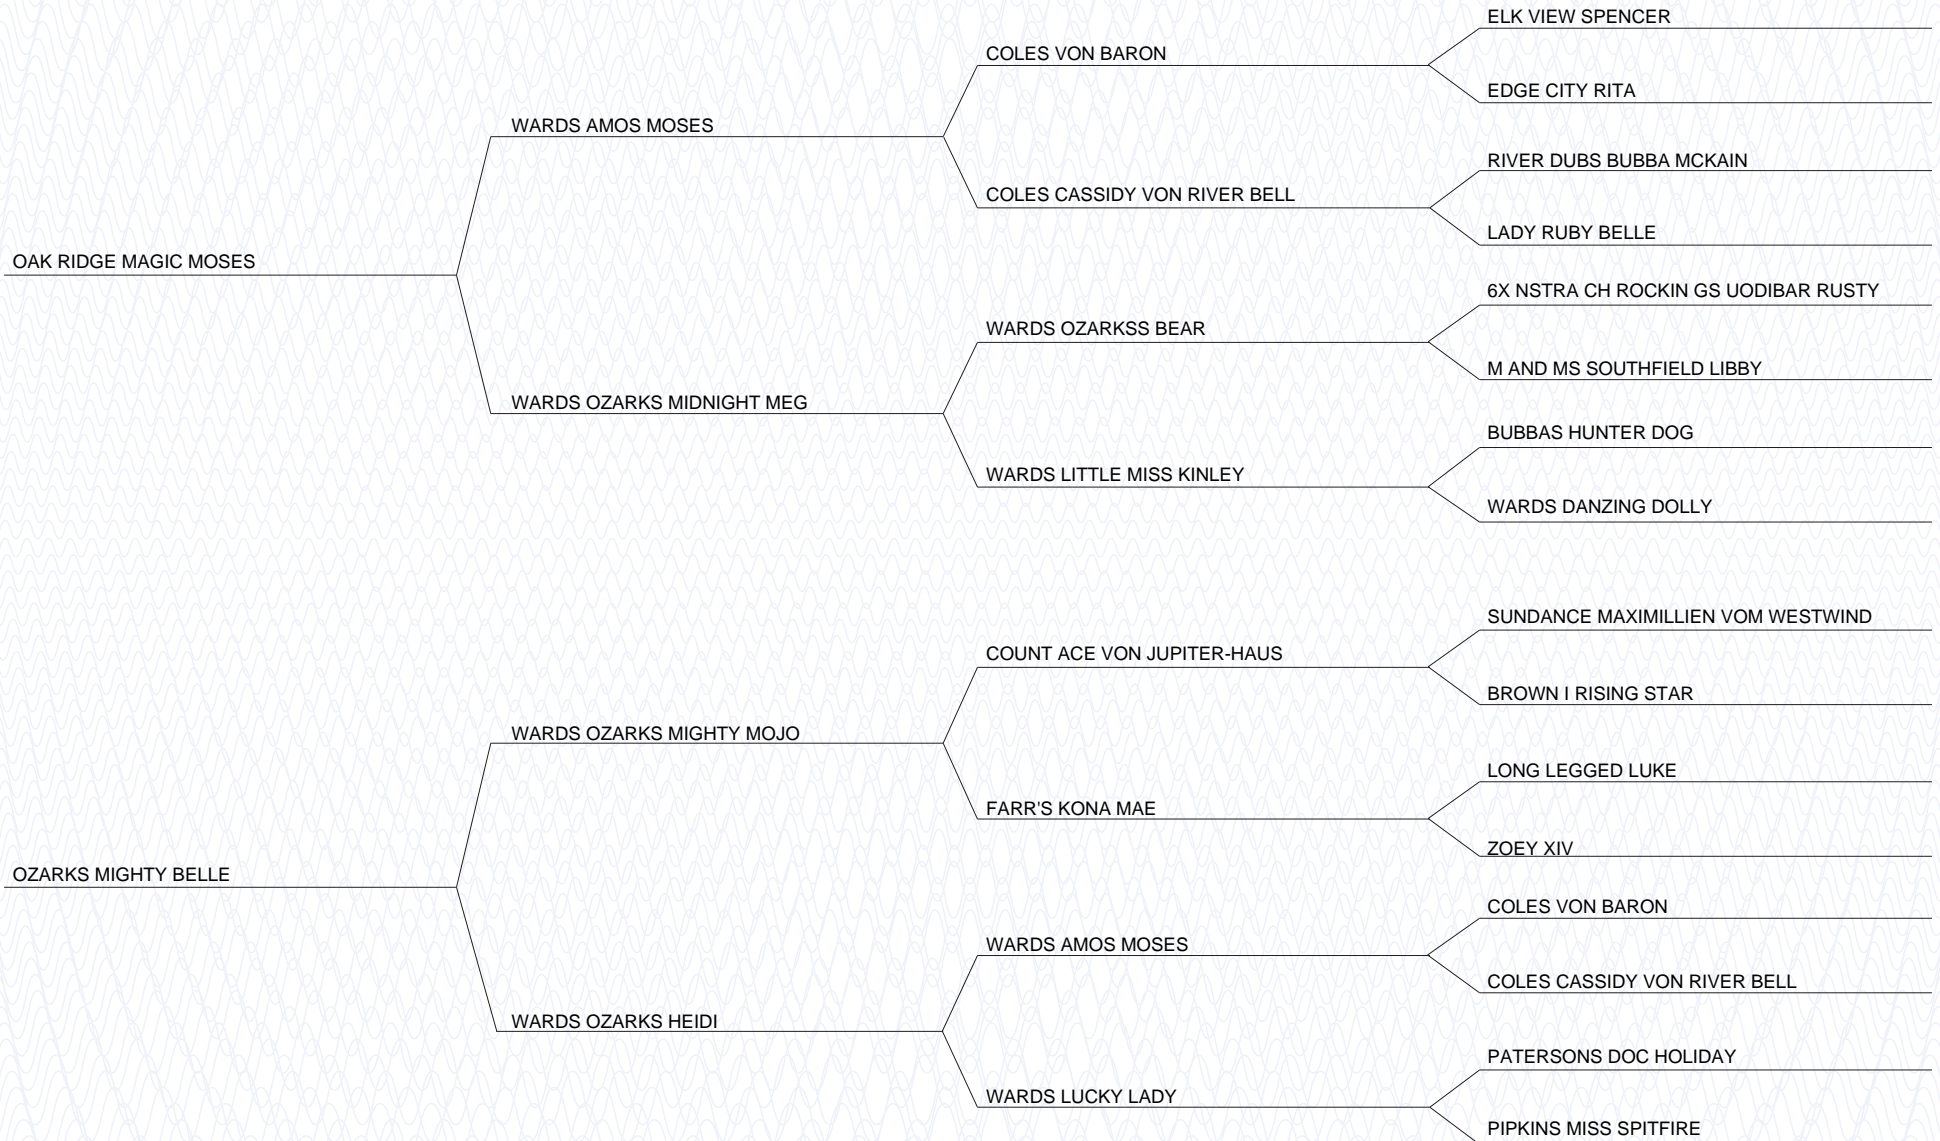 ELK VIEW SPENCER
COLES VON BARON
EDGE CITY RITA
WARDS AMOS MOSES
RIVER DUBS BUBBA MCKAIN
COLES CASSIDY VON RIVER BELL
LADY RUBY BELLE
OAK RIDGE MAGIC MOSES
6X NSTRA CH ROCKIN GS UODIBAR RUSTY
WARDS OZARKSS BEAR
M AND MS SOUTHFIELD LIBBY
WARDS OZARKS MIDNIGHT MEG
BUBBAS HUNTER DOG
WARDS LITTLE MISS KINLEY
WARDS DANZING DOLLY
SUNDANCE MAXIMILLIEN VOM WESTWIND
COUNT ACE VON JUPITER-HAUS
BROWN I RISING STAR
WARDS OZARKS MIGHTY MOJO
LONG LEGGED LUKE
FARR'S KONA MAE
ZOEY XIV
OZARKS MIGHTY BELLE
COLES VON BARON
WARDS AMOS MOSES
COLES CASSIDY VON RIVER BELL
WARDS OZARKS HEIDI
PATERSONS DOC HOLIDAY
WARDS LUCKY LADY
PIPKINS MISS SPITFIRE